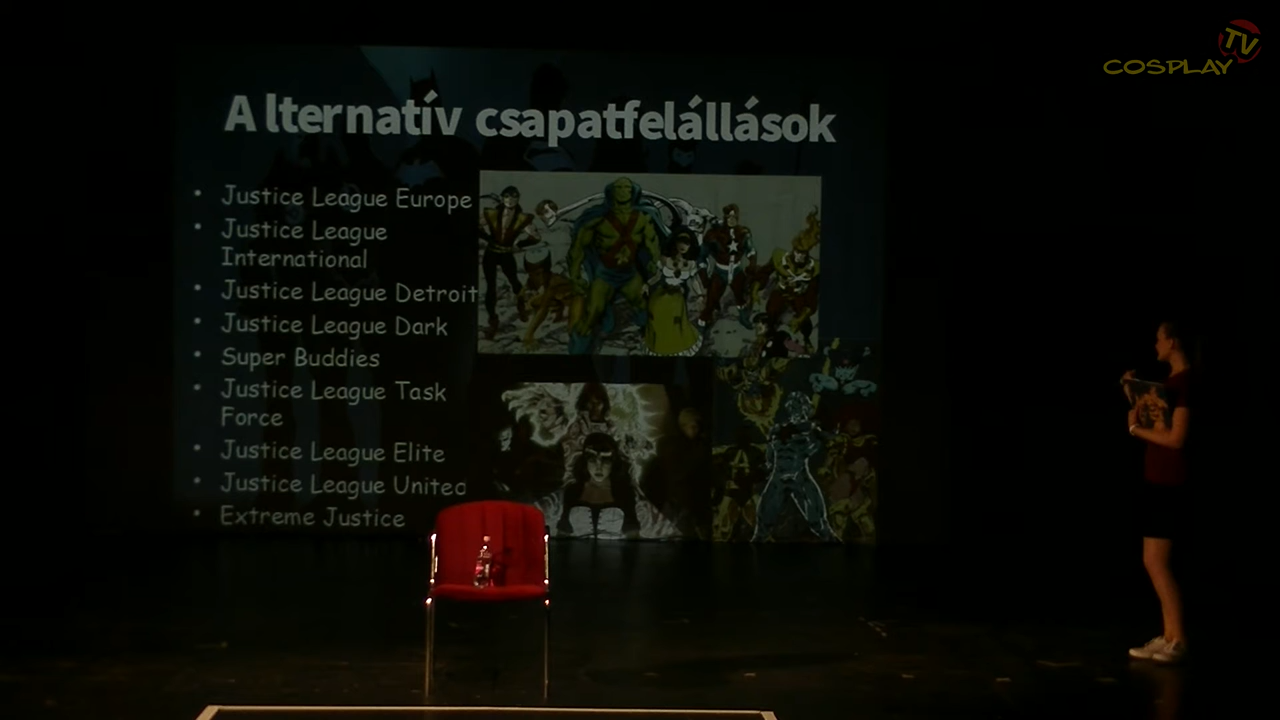 COSPLAY TV
Alternatív csapatfelállások
• Justice League Europe
• Justice League
International
• Justice League Detroit
• Justice League Dark
• Super Buddies
• Justice League Task
Force
• Justice League Elite
• Justice League United
• Extreme Justice